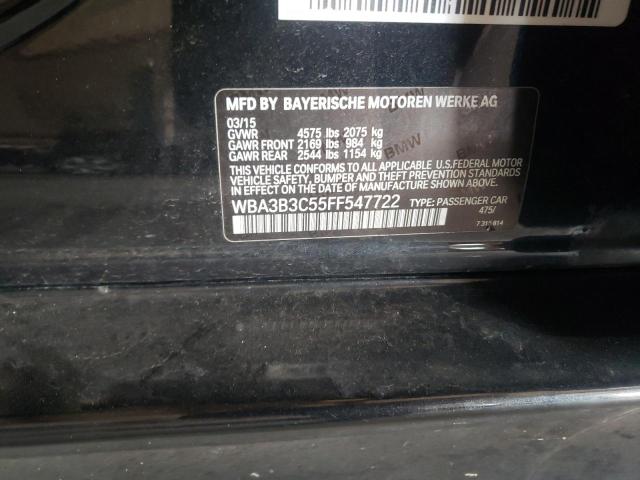 MFD BY BAYERISCHE MOTOREN WERKE AG
03/15
GVWR 4575 lbs 2075 kg
GAWR FRONT 2169 lbs 984 kg
GAWR REAR 2544 lbs 1154 kg
THIS VEHICLE CONFORMS TO ALL APPLICABLE U.S.FEDERAL MOTOR
VEHICLE SAFETY, BUMPER AND THEFT PREVENTION STANDARDS
IN EFFECT ON THE DATE OF MANUFACTURE SHOWN ABOVE.
WBA3B3C55FF547722 TYPE: PASSENGER CAR
475/